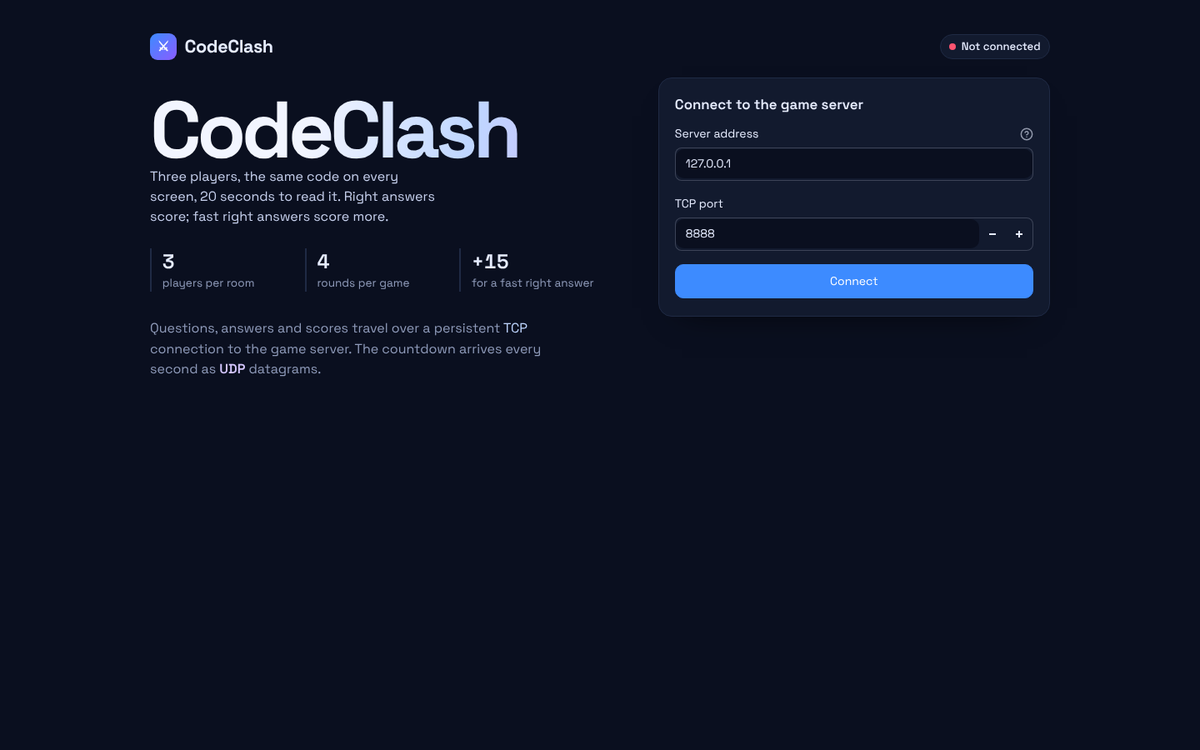 CodeClash
Not connected
CodeClash
Three players, the same code on every
screen, 20 seconds to read it. Right answers
score; fast right answers score more.
3
players per room
4
rounds per game
+15
for a fast right answer
Questions, answers and scores travel over a persistent TCP
connection to the game server. The countdown arrives every
second as UDP datagrams.
Connect to the game server
Server address
127.0.0.1
TCP port
8888
Connect